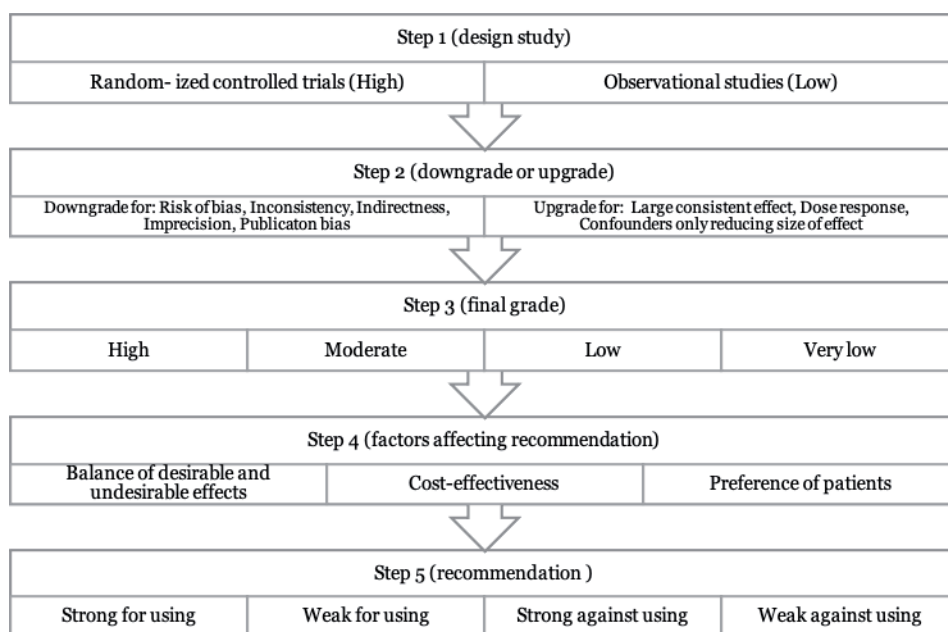 Step 1 (design study)
Random- ized controlled trials (High)
Observational studies (Low)
Step 2 (downgrade or upgrade)
Downgrade for: Risk of bias, Inconsistency, Indirectness,
Imprecision, Publicaton bias
Upgrade for: Large consistent effect, Dose response,
Confounders only reducing size of effect
Step 3 (final grade)
High
Moderate
Low
Very low
Step 4 (factors affecting recommendation)
Balance of desirable and
undesirable effects
Cost-effectiveness
Preference of patients
Step 5 (recommendation )
Strong for using
Weak for using
Strong against using
Weak against using